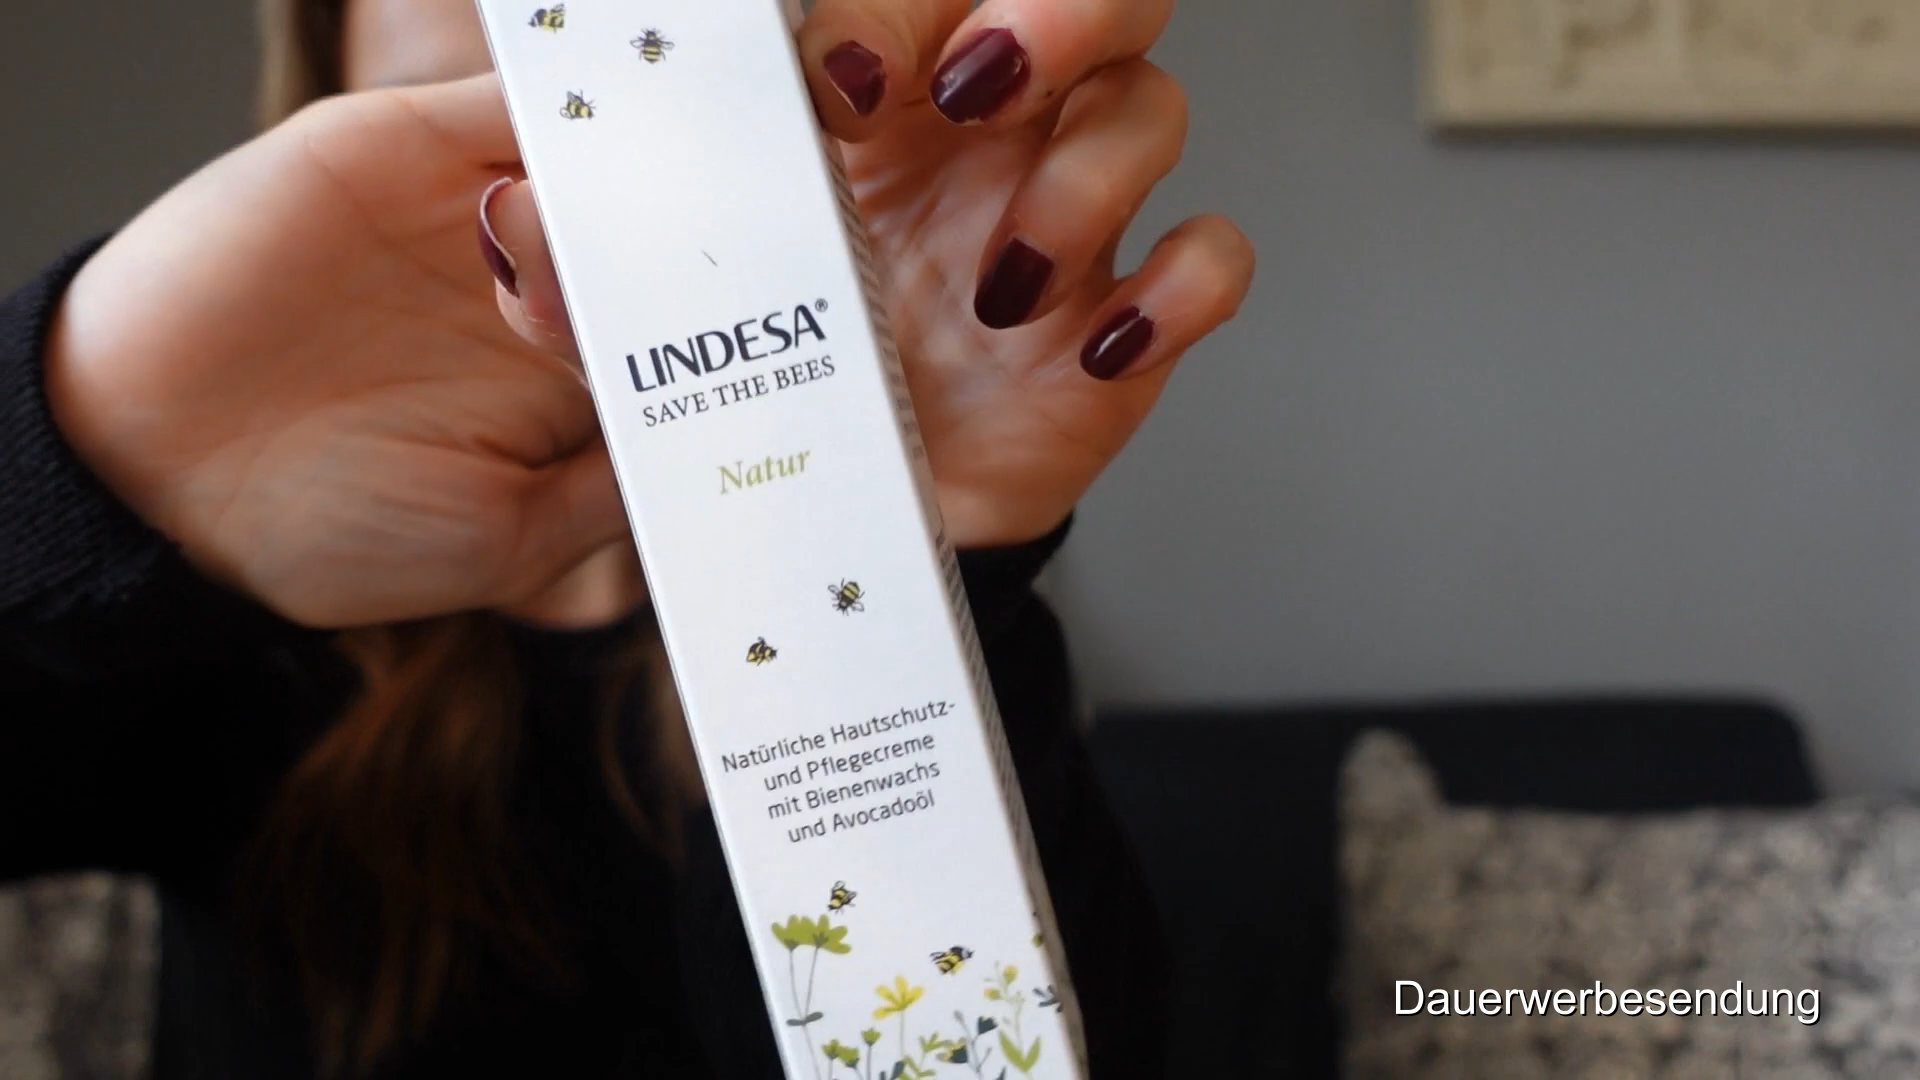 LINDESA®
SAVE THE BEES
Natur
Natürliche Hautschutz-
und Pflegecreme
mit Bienenwachs
und Avocadoöl
Dauerwerbesendung